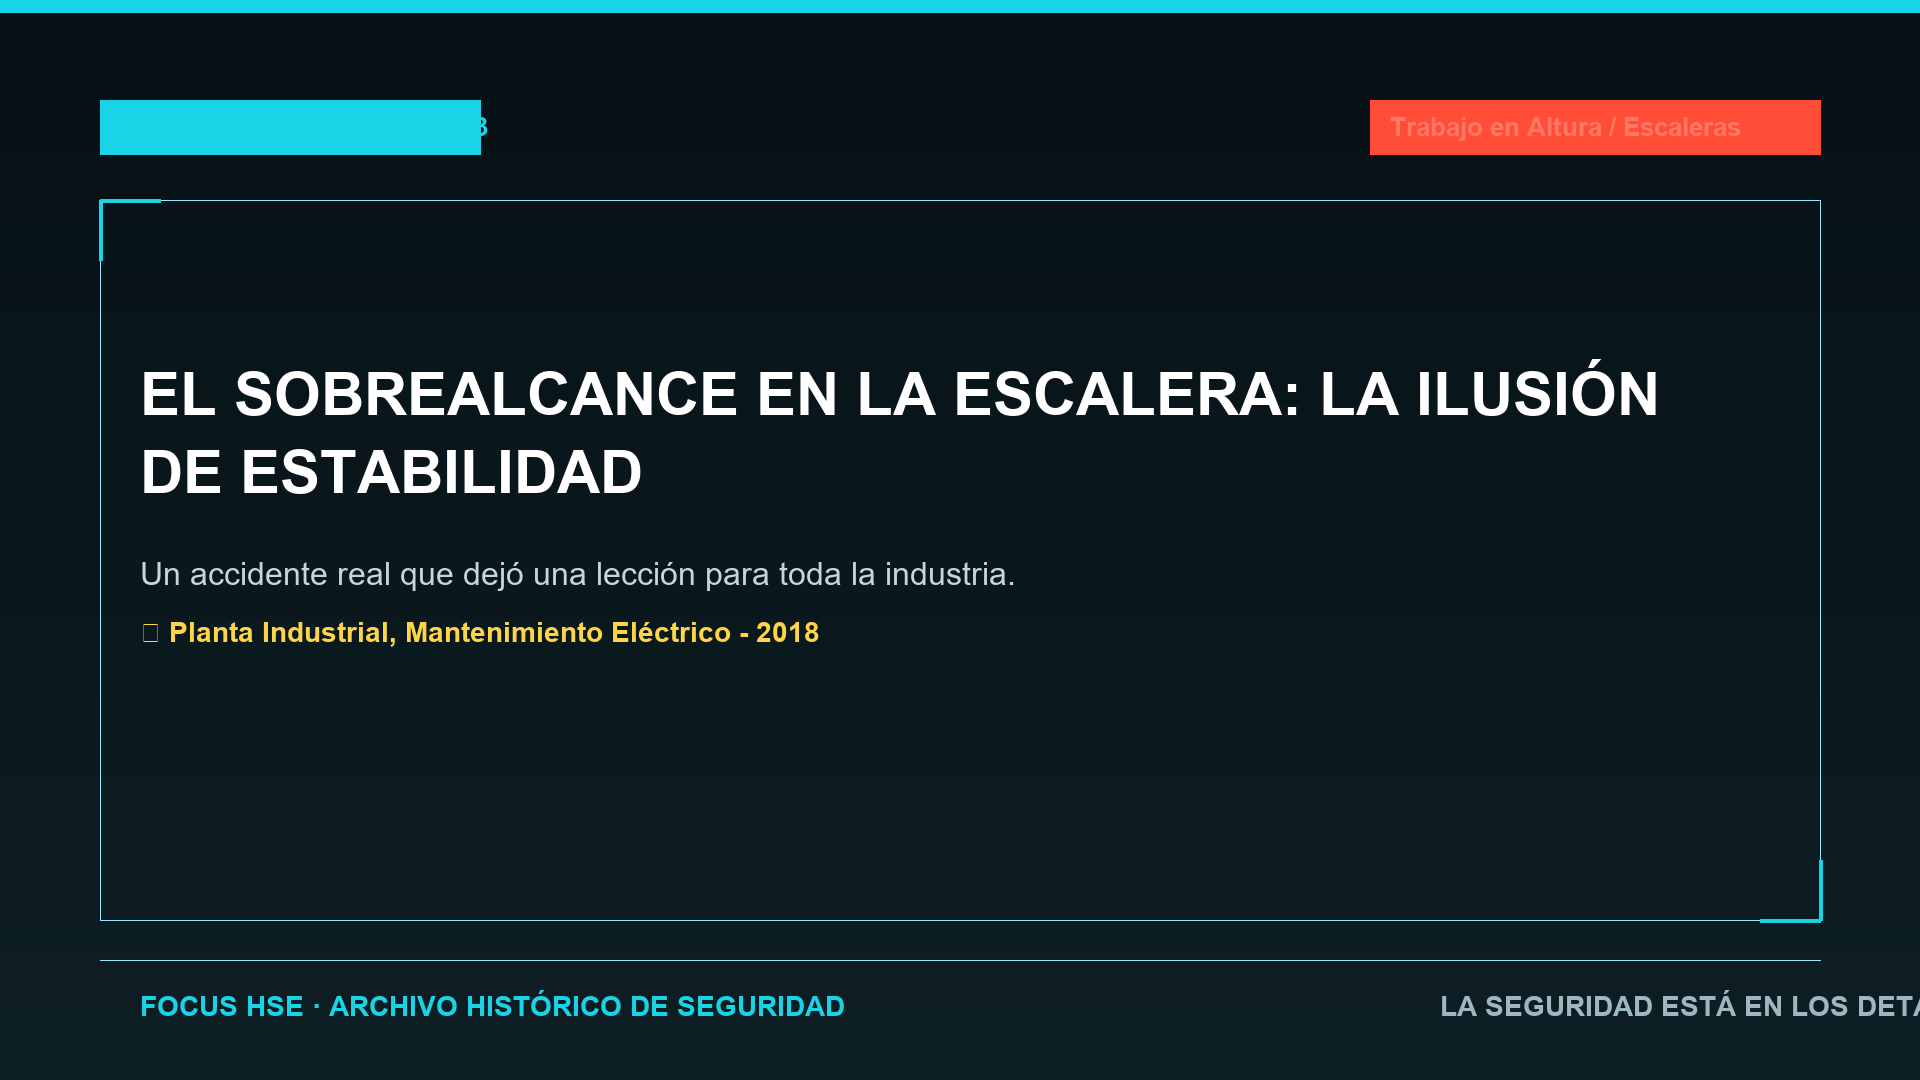 Trabajo en Altura / Escaleras
EL SOBREALCANCE EN LA ESCALERA: LA ILUSIÓN
DE ESTABILIDAD
Un accidente real que dejó una lección para toda la industria.
Planta Industrial, Mantenimiento Eléctrico - 2018
FOCUS HSE · ARCHIVO HISTÓRICO DE SEGURIDAD
LA SEGURIDAD ESTÁ EN LOS